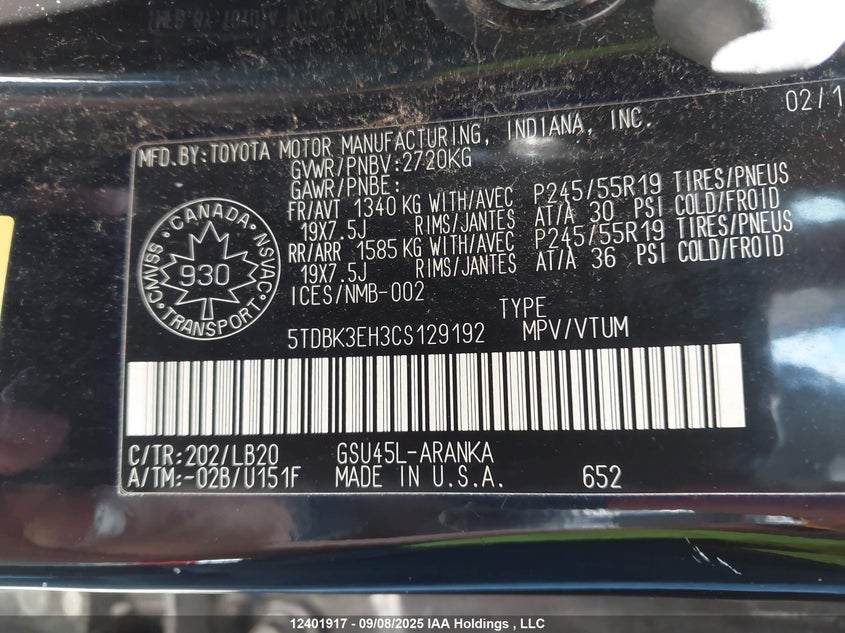 02/1
MFD.BY:TOYOTA MOTOR MANUFACTURING, INDIANA, INC.
GVWR/PNBV:2720KG
GAWR/PNBE:
FR/AVT 1340 KG WITH/AVEC P245/55R19 TIRES/PNEUS
19X7.5J RIMS/JANTES AT/A 30 PSI COLD/FROID
RR/ARR 1585 KG WITH/AVEC P245/55R19 TIRES/PNEUS
19X7.5J RIMS/JANTES AT/A 36 PSI COLD/FROID
ICES/NMB-002
CANADA
CMVSS
NSVAC
930
TRANSPORT
TYPE
5TDBK3EH3CS129192 MPV/VTUM
C/TR:202/LB20 GSU45L-ARANKA
A/TM:-02B/U151F MADE IN U.S.A. 652
12401917 - 09/08/2025 IAA Holdings , LLC